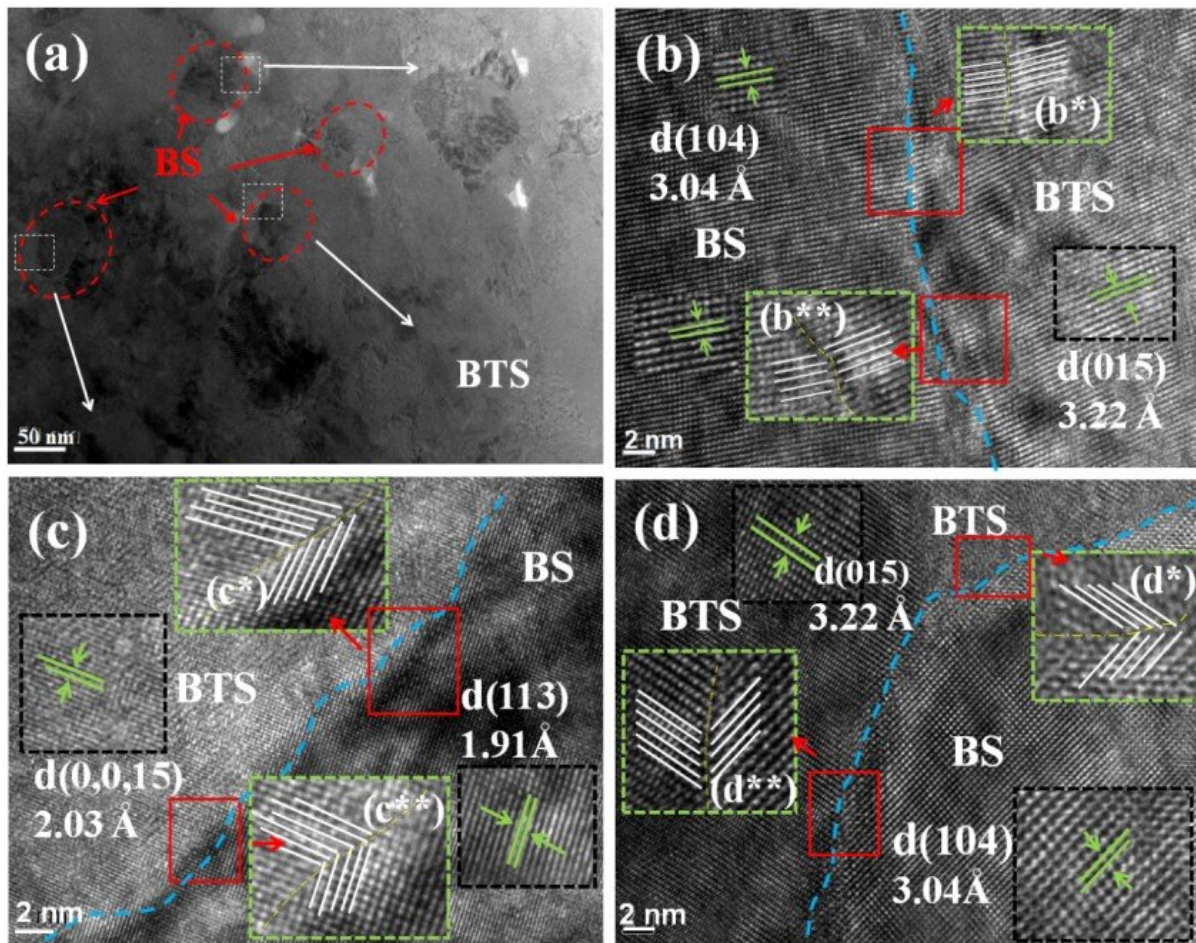 (a)
BS
BTS
50 nm
(b)
d(104)
3.04 Å
BS
(b*)
BTS
(b**)
d(015)
3.22 Å
2 nm
(c)
(c*)
BS
BTS
d(113)
1.91Å
d(0,0,15)
2.03 Å
(c**)
2 nm
(d)
BTS
d(015)
3.22 Å
BTS
(d*)
(d**)
BS
d(104)
3.04Å
2 nm